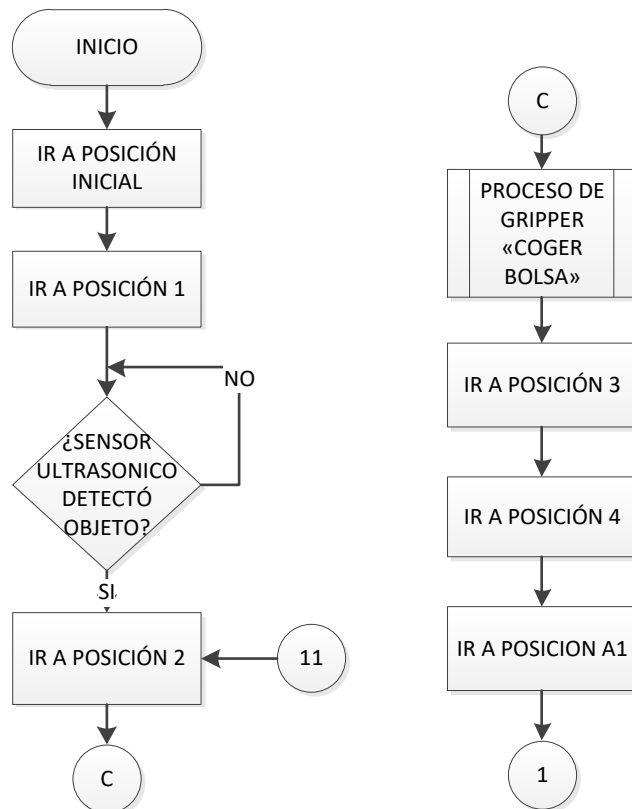 INICIO
IR A POSICIÓN
INICIAL
IR A POSICIÓN 1
NO
¿SENSOR
ULTRASONICO
DETECTÓ
OBJETO?
SI
IR A POSICIÓN 2
11
C
C
PROCESO DE
GRIPPER
«COGER
BOLSA»
IR A POSICIÓN 3
IR A POSICIÓN 4
IR A POSICION A1
1